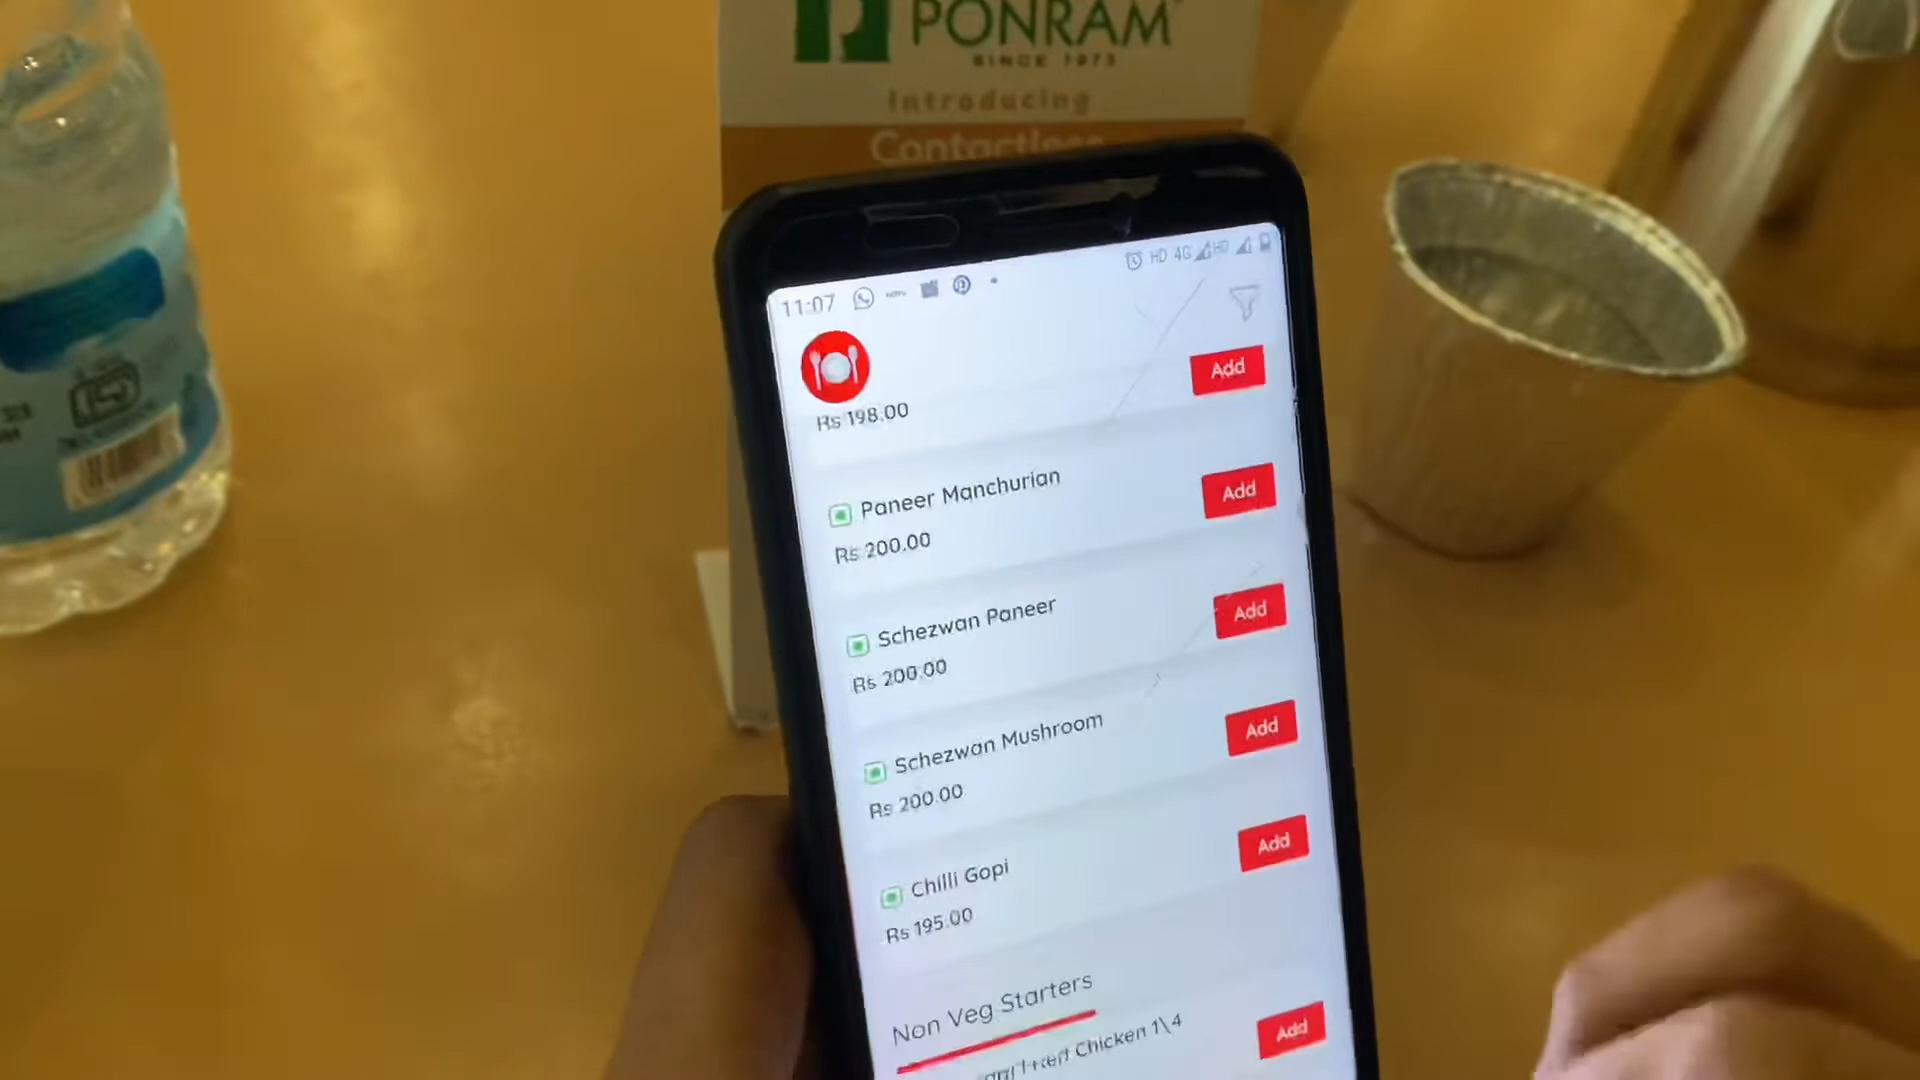 PONRAM
SINCE 1973
Introducing
Contactless
11:07
HD 4G HD
Add
Rs 198.00
Paneer Manchurian
Add
Rs 200.00
Schezwan Paneer
Add
Rs 200.00
Schezwan Mushroom
Add
Rs 200.00
Chilli Gopi
Add
Rs 195.00
Non Veg Starters
Chicken 1\4
Add